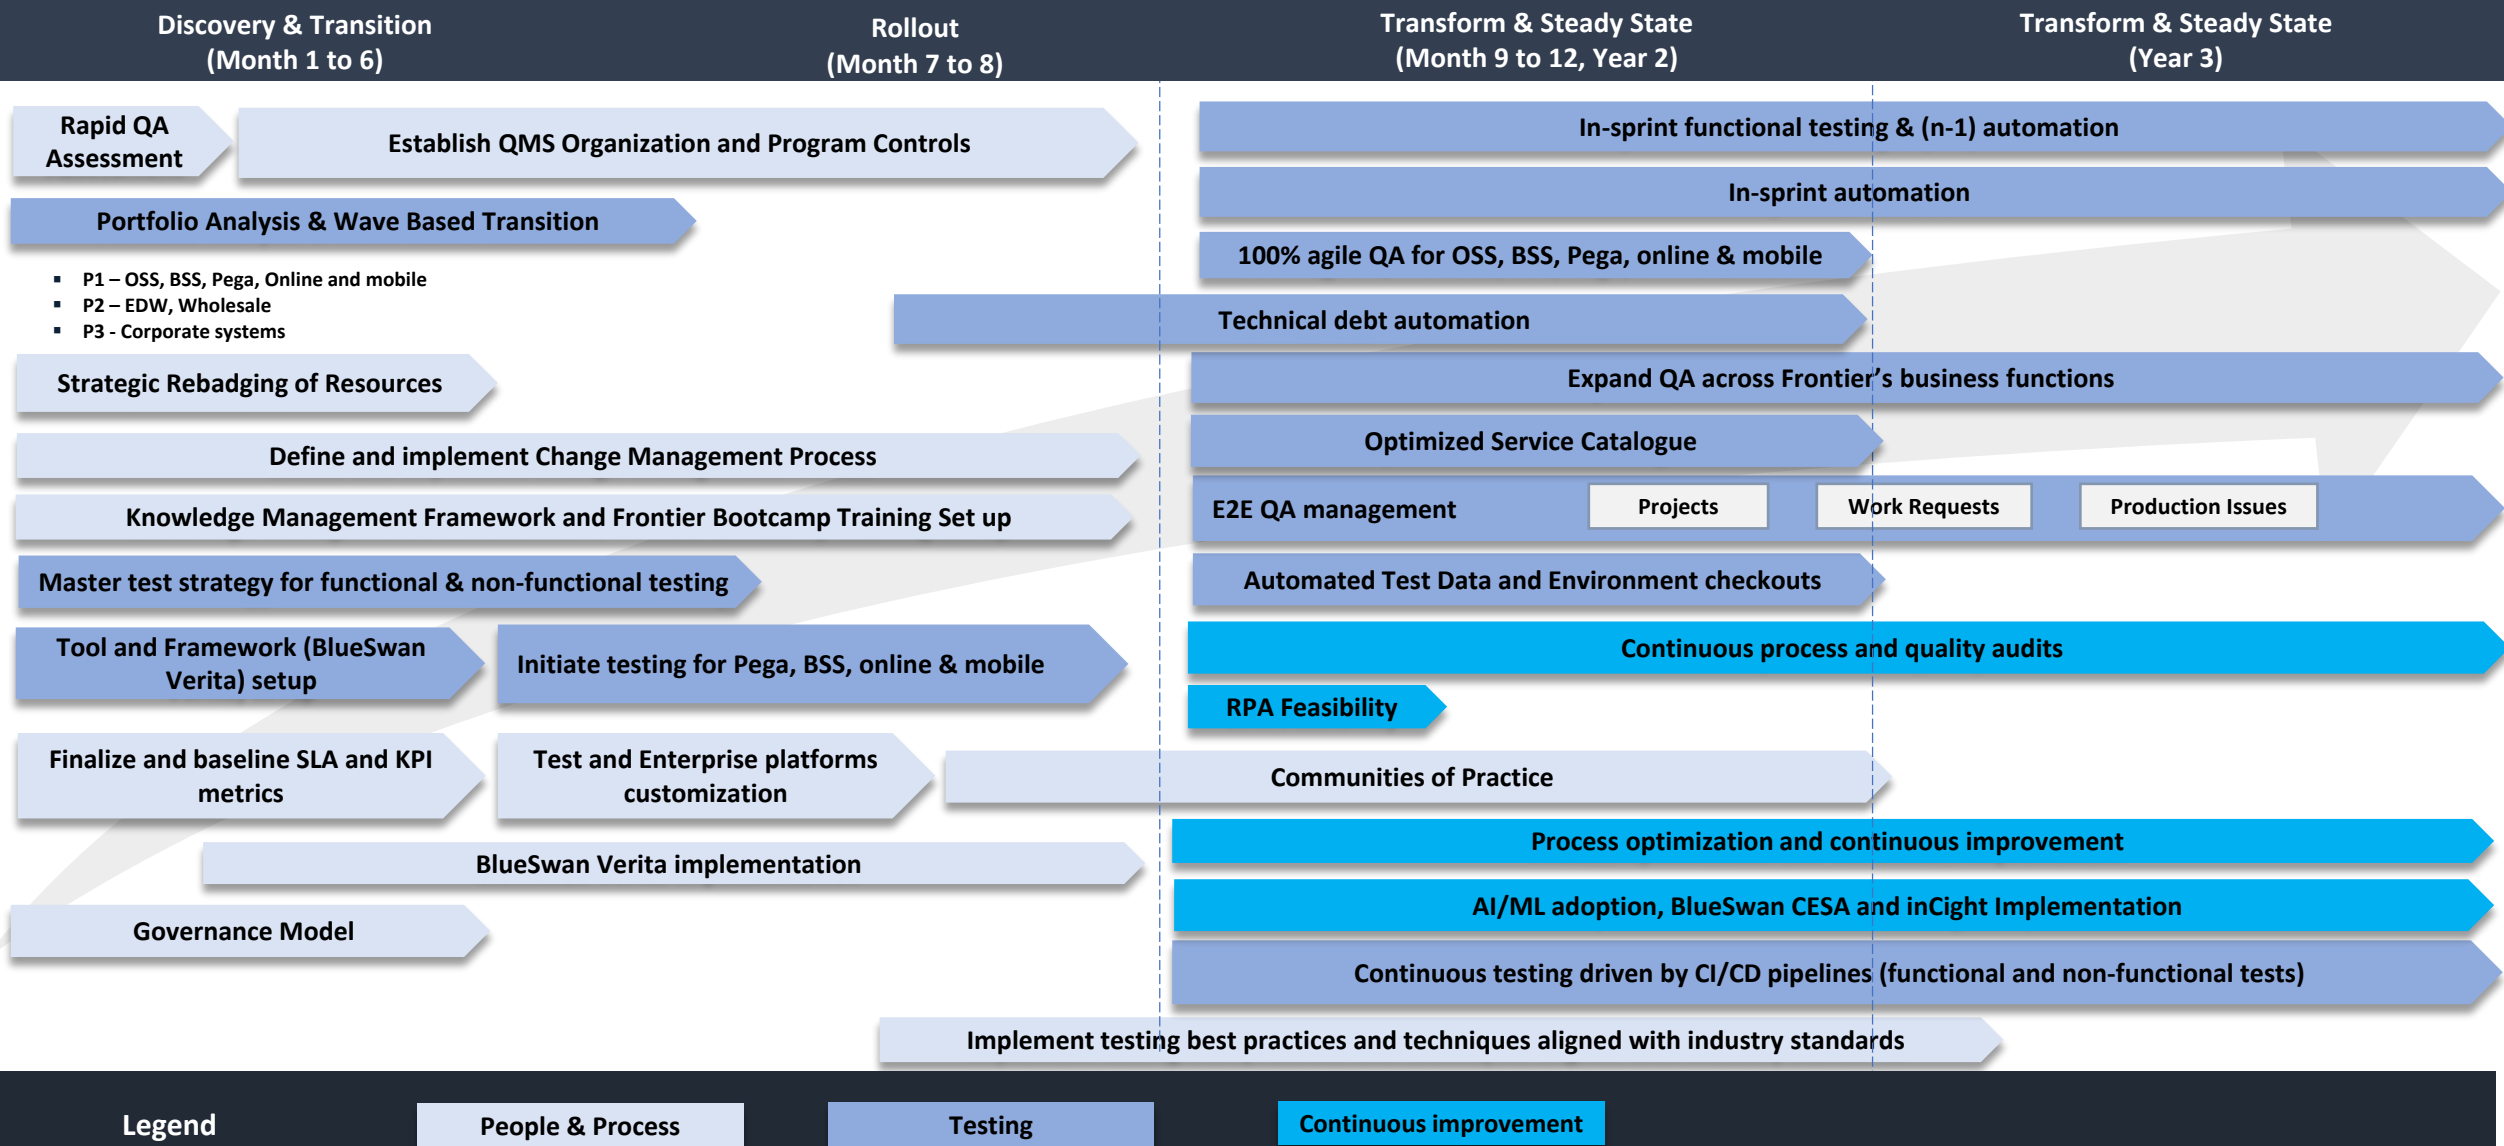 Discovery & Transition
(Month 1 to 6)
Rollout
(Month 7 to 8)
Transform & Steady State
(Month 9 to 12, Year 2)
Transform & Steady State
(Year 3)
Rapid QA
Assessment
Establish QMS Organization and Program Controls
In-sprint functional testing & (n-1) automation
In-sprint automation
Portfolio Analysis & Wave Based Transition
100% agile QA for OSS, BSS, Pega, online & mobile
▪ P1 – OSS, BSS, Pega, Online and mobile
▪ P2 – EDW, Wholesale
▪ P3 - Corporate systems
Technical debt automation
Strategic Rebadging of Resources
Expand QA across Frontier's business functions
Define and implement Change Management Process
Optimized Service Catalogue
Knowledge Management Framework and Frontier Bootcamp Training Set up
E2E QA management
Projects
Work Requests
Production Issues
Master test strategy for functional & non-functional testing
Automated Test Data and Environment checkouts
Tool and Framework (BlueSwan
Verita) setup
Initiate testing for Pega, BSS, online & mobile
Continuous process and quality audits
RPA Feasibility
Finalize and baseline SLA and KPI
metrics
Test and Enterprise platforms
customization
Communities of Practice
Process optimization and continuous improvement
BlueSwan Verita implementation
AI/ML adoption, BlueSwan CESA and inCight Implementation
Governance Model
Continuous testing driven by CI/CD pipelines (functional and non-functional tests)
Implement testing best practices and techniques aligned with industry standards
Legend
People & Process
Testing
Continuous improvement